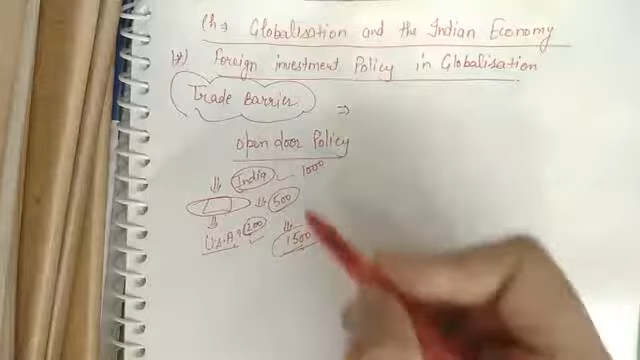 Ch → Globalisation and the Indian Economy
Foreign investment Policy in Globalisation
Trade Barrier ⇒
open door Policy
India 1000
500
U.S.A 200 1500